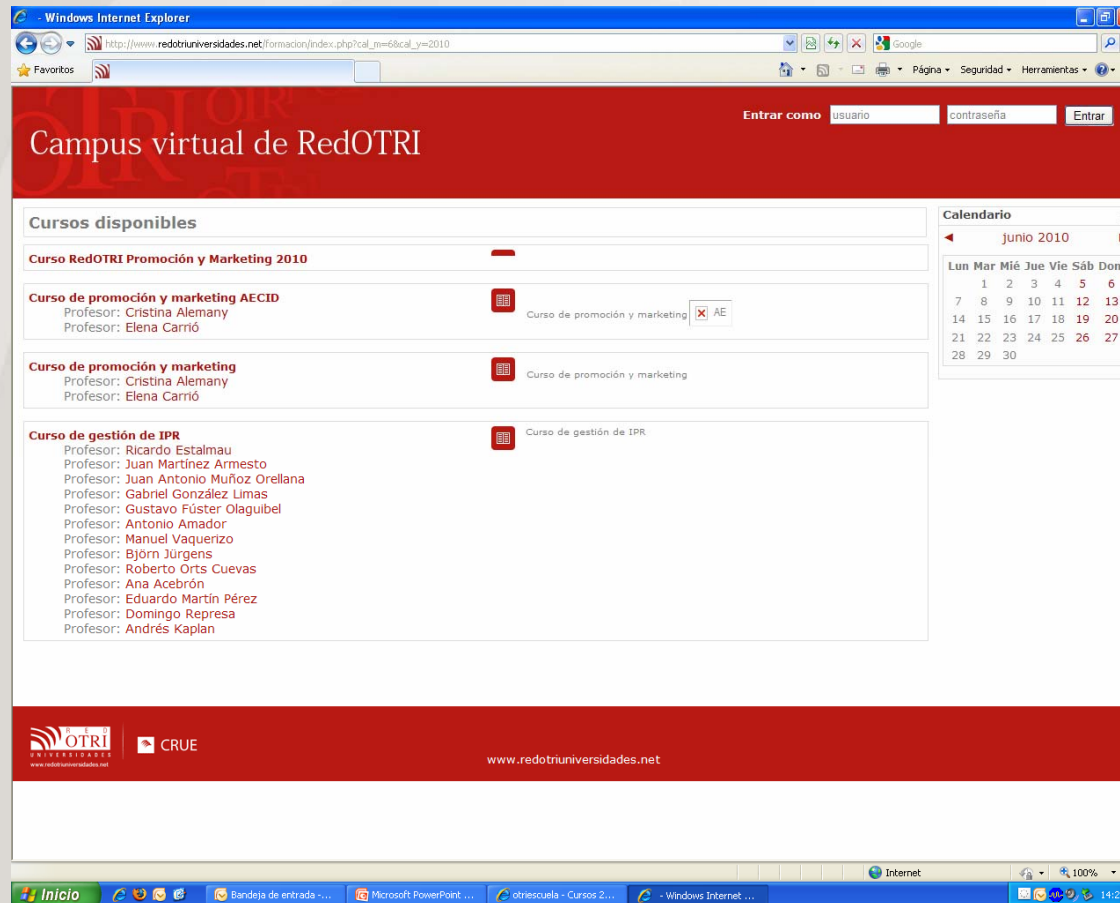 - Windows Internet Explorer
http://www.redotriuniversidades.net/formacion/index.php?cal_m=6&cal_y=2010
Google
Favoritos
Página
Seguridad
Herramientas
Campus virtual de RedOTRI
Entrar como
usuario
contraseña
Entrar
Cursos disponibles
Curso RedOTRI Promoción y Marketing 2010
Curso de promoción y marketing AECID
Profesor: Cristina Alemany
Profesor: Elena Carrió
Curso de promoción y marketing AE
Curso de promoción y marketing
Profesor: Cristina Alemany
Profesor: Elena Carrió
Curso de promoción y marketing
Curso de gestión de IPR
Profesor: Ricardo Estalmau
Profesor: Juan Martínez Armesto
Profesor: Juan Antonio Muñoz Orellana
Profesor: Gabriel González Limas
Profesor: Gustavo Fúster Olaguibel
Profesor: Antonio Amador
Profesor: Manuel Vaquerizo
Profesor: Björn Jürgens
Profesor: Roberto Orts Cuevas
Profesor: Ana Acebrón
Profesor: Eduardo Martín Pérez
Profesor: Domingo Represa
Profesor: Andrés Kaplan
Curso de gestión de IPR
Calendario
junio 2010
Lun Mar Mié Jue Vie Sáb Dom
1 2 3 4 5 6
7 8 9 10 11 12 13
14 15 16 17 18 19 20
21 22 23 24 25 26 27
28 29 30
RED
OTRI
UNIVERSIDADES
www.redotriuniversidades.net
CRUE
www.redotriuniversidades.net
Internet
100%
Inicio
Bandeja de entrada -...
Microsoft PowerPoint ...
otriescuela - Cursos 2...
- Windows Internet ...